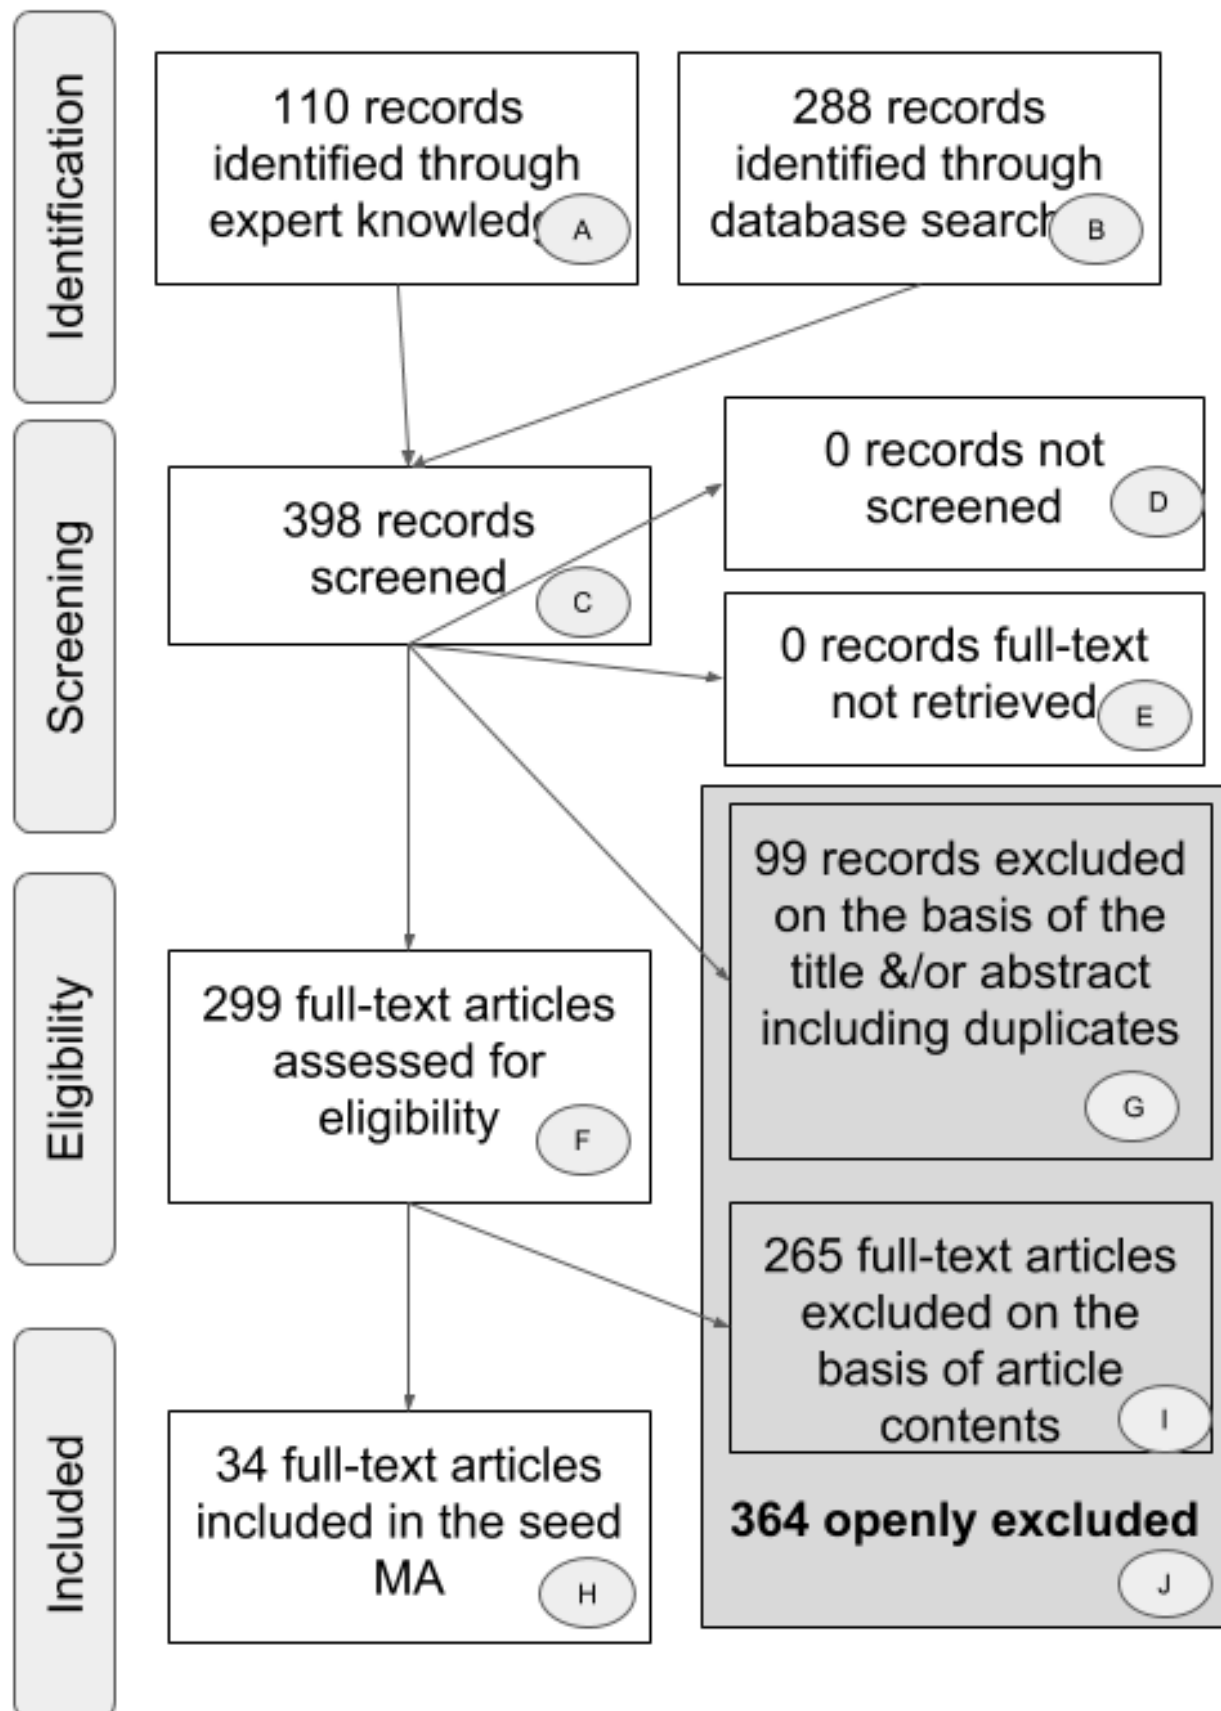 Identification
110 records
identified through
expert knowledg
A
288 records
identified through
database search
B
Screening
398 records
screened
C
0 records not
screened
D
0 records full-text
not retrieved
E
99 records excluded
on the basis of the
title &/or abstract
including duplicates
G
Eligibility
299 full-text articles
assessed for
eligibility
F
265 full-text articles
excluded on the
basis of article
contents
I
364 openly excluded
J
Included
34 full-text articles
included in the seed
MA
H